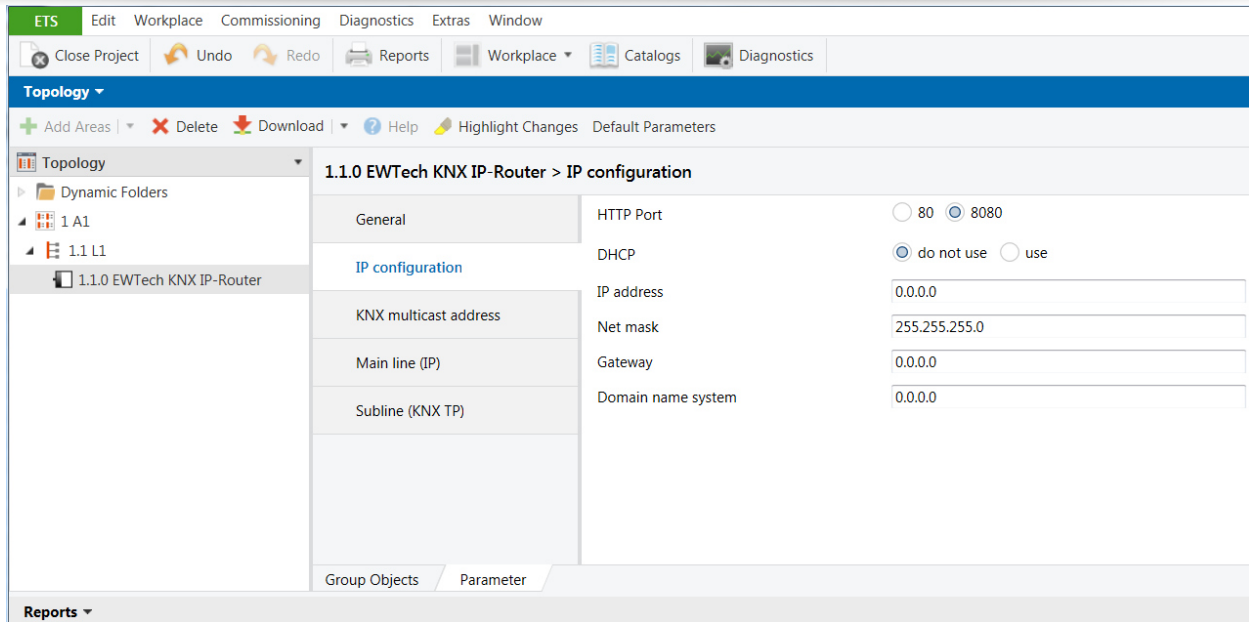 ETS Edit Workplace Commissioning Diagnostics Extras Window
Close Project Undo Redo Reports Workplace Catalogs Diagnostics
Topology
Add Areas Delete Download Help Highlight Changes Default Parameters
Topology
Dynamic Folders
1 A1
1.1 L1
1.1.0 EWTech KNX IP-Router
1.1.0 EWTech KNX IP-Router > IP configuration
General
IP configuration
KNX multicast address
Main line (IP)
Subline (KNX TP)
HTTP Port 80 8080
DHCP do not use use
IP address 0.0.0.0
Net mask 255.255.255.0
Gateway 0.0.0.0
Domain name system 0.0.0.0
Group Objects Parameter
Reports